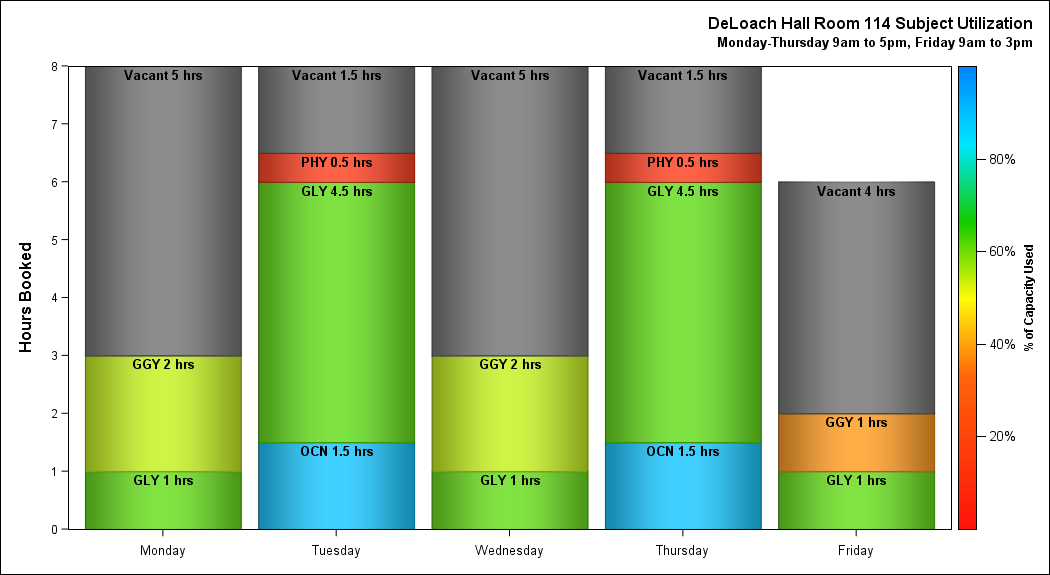 DeLoach Hall Room 114 Subject Utilization
Monday-Thursday 9am to 5pm, Friday 9am to 3pm
Hours Booked
8
7
6
5
4
3
2
1
0
Vacant 5 hrs
GGY 2 hrs
GLY 1 hrs
Vacant 1.5 hrs
PHY 0.5 hrs
GLY 4.5 hrs
OCN 1.5 hrs
Vacant 5 hrs
GGY 2 hrs
GLY 1 hrs
Vacant 1.5 hrs
PHY 0.5 hrs
GLY 4.5 hrs
OCN 1.5 hrs
Vacant 4 hrs
GGY 1 hrs
GLY 1 hrs
Monday
Tuesday
Wednesday
Thursday
Friday
80%
60%
40%
20%
% of Capacity Used